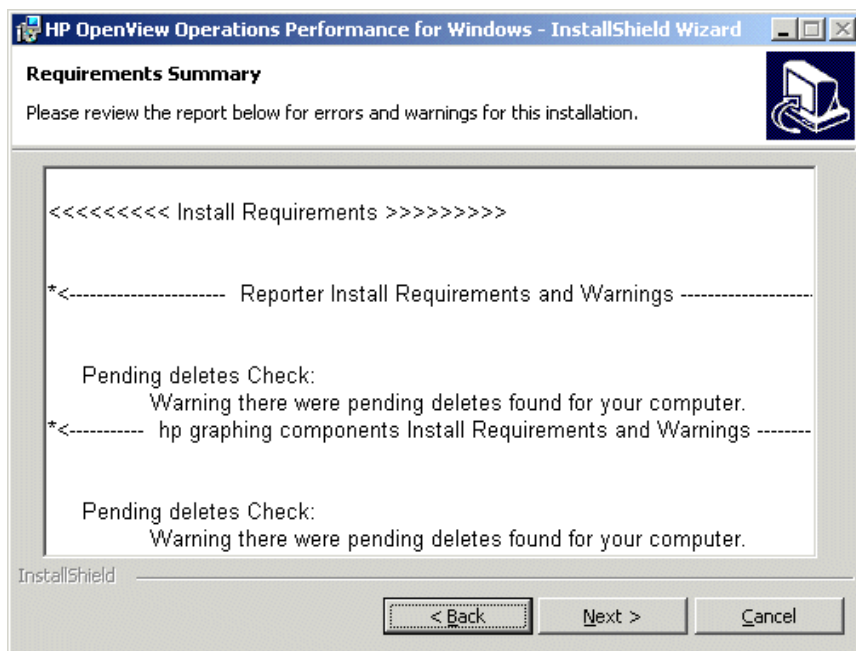 HP OpenView Operations Performance for Windows - InstallShield Wizard
Requirements Summary
Please review the report below for errors and warnings for this installation.
<<<<<<<<< Install Requirements >>>>>>>>>
*<----------------------- Reporter Install Requirements and Warnings --------------------
Pending deletes Check:
Warning there were pending deletes found for your computer.
*<----------- hp graphing components Install Requirements and Warnings --------
Pending deletes Check:
Warning there were pending deletes found for your computer.
InstallShield
< Back
Next >
Cancel